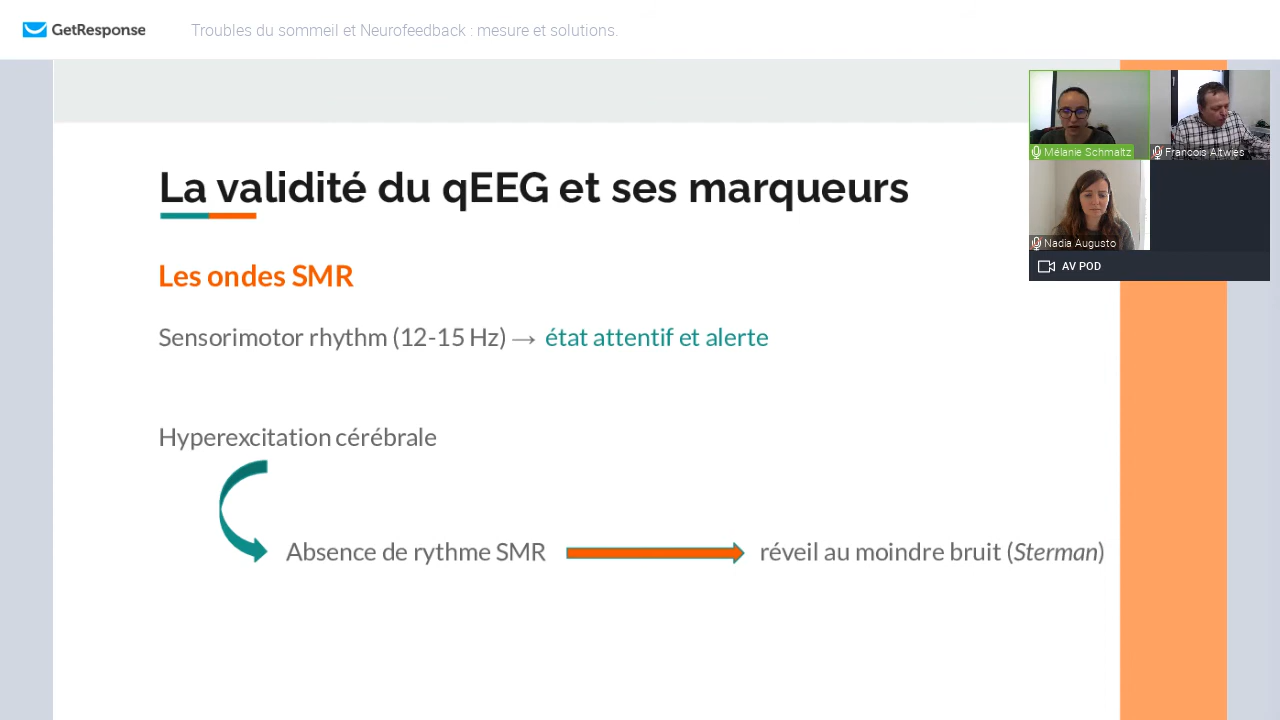 GetResponse
Troubles du sommeil et Neurofeedback : mesure et solutions.
La validité du qEEG et ses marqueurs
Les ondes SMR
Sensorimotor rhythm (12-15 Hz) → état attentif et alerte
Hyperexcitation cérébrale
Absence de rythme SMR
réveil au moindre bruit (Sterman)
Mélanie Schmaltz
Francois Altwies
Nadia Augusto
AV POD